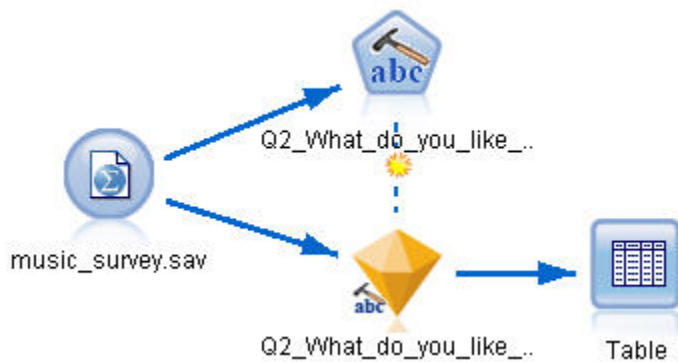 abc
Q2_What_do_you_like_..
music_survey.sav
abc
Q2_What_do_you_like_..
Table